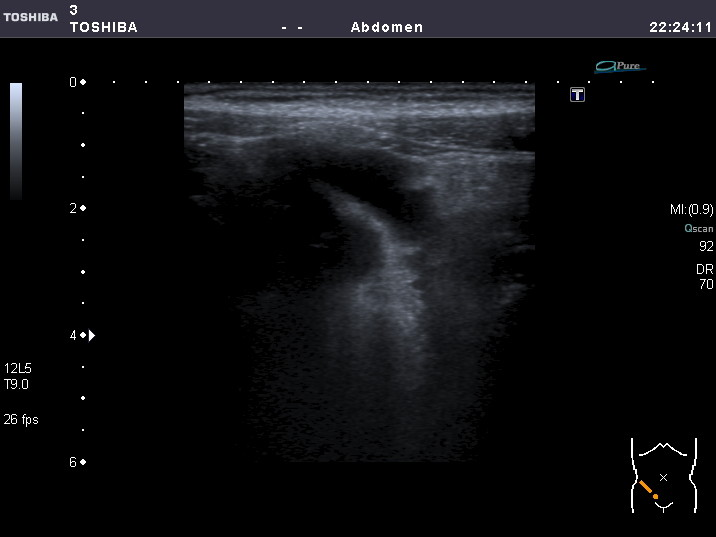 TOSHIBA
3
TOSHIBA
- -
Abdomen
22:24:11
Pure
T
0
2
4
6
MI:(0.9)
Qscan
92
DR
70
12L5
T9.0
26 fps